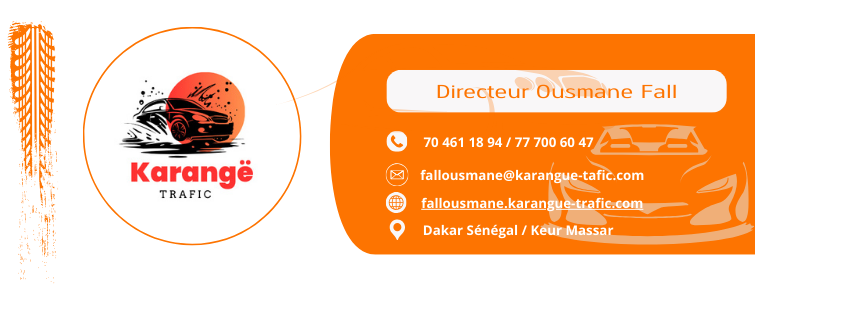 Karangë
TRAFIC
Directeur Ousmane Fall
70 461 18 94 / 77 700 60 47
fallousmane@karangue-tafic.com
fallousmane.karangue-trafic.com
Dakar Sénégal / Keur Massar